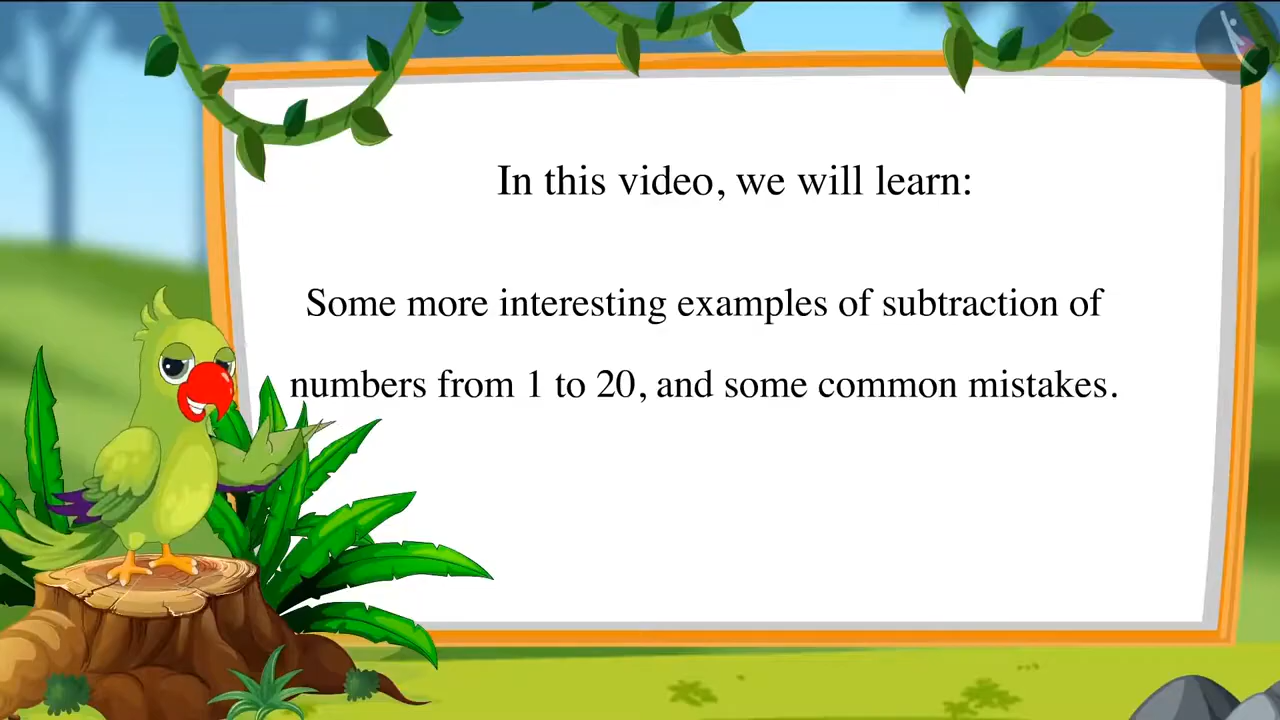 In this video, we will learn:
Some more interesting examples of subtraction of
numbers from 1 to 20, and some common mistakes.